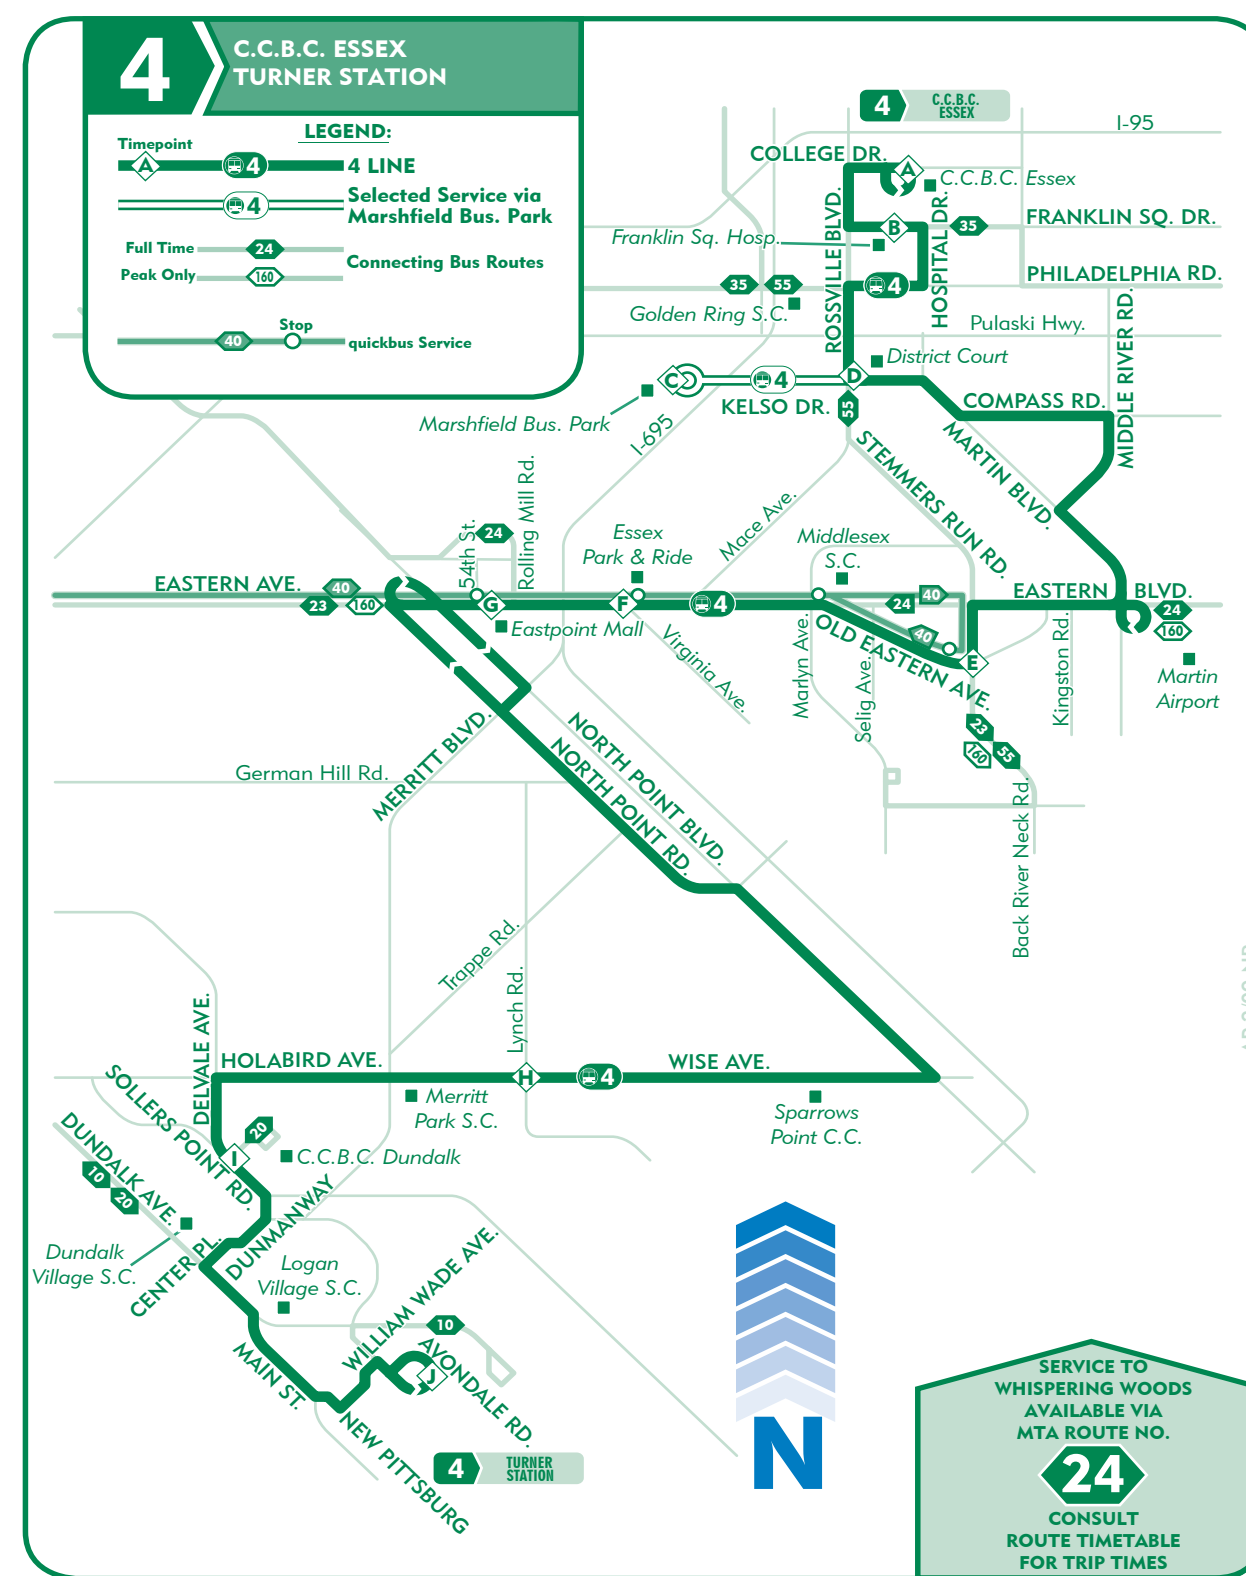 4
C.C.B.C. ESSEX
TURNER STATION
LEGEND:
Timepoint
A
4
4 LINE
4
Selected Service via
Marshfield Bus. Park
Full Time
24
Peak Only
160
Connecting Bus Routes
Stop
40
quickbus Service
4
C.C.B.C.
ESSEX
I-95
COLLEGE DR.
A
C.C.B.C. Essex
ROSSVILLE BLVD.
HOSPITAL DR.
B
35
FRANKLIN SQ. DR.
Franklin Sq. Hosp.
PHILADELPHIA RD.
35
55
4
Golden Ring S.C.
Pulaski Hwy.
MIDDLE RIVER RD.
District Court
C
4
D
KELSO DR.
55
COMPASS RD.
Marshfield Bus. Park
I-695
MARTIN BLVD.
STEMMERS RUN RD.
Mace Ave.
Rolling Mill Rd.
54th St.
24
Essex
Park & Ride
Middlesex
S.C.
EASTERN AVE.
40
23
160
G
F
4
24
40
40
EASTERN BLVD.
24
160
Eastpoint Mall
Virginia Ave.
Marlyn Ave.
OLD EASTERN AVE.
Selig Ave.
E
Kingston Rd.
Martin
Airport
23
160
55
Back River Neck Rd.
MERRITT BLVD.
NORTH POINT BLVD.
NORTH POINT RD.
German Hill Rd.
Trappe Rd.
Lynch Rd.
DELVALE AVE.
HOLABIRD AVE.
H
4
WISE AVE.
Merritt
Park S.C.
Sparrows
Point C.C.
SOLLERS POINT RD.
20
I
C.C.B.C. Dundalk
DUNDALK AVE.
10
20
DUNMANWAY
CENTER PL.
Dundalk
Village S.C.
Logan
Village S.C.
WILLIAM WADE AVE.
10
MAIN ST.
J
AVONDALE RD.
NEW PITTSBURG
4
TURNER
STATION
N
SERVICE TO
WHISPERING WOODS
AVAILABLE VIA
MTA ROUTE NO.
24
CONSULT
ROUTE TIMETABLE
FOR TRIP TIMES